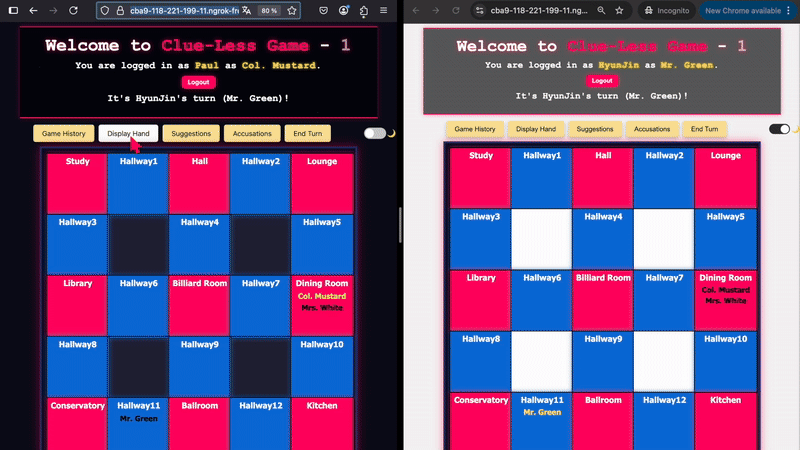 cba9-118-221-199-11.ngrok-fr
80 %
Welcome to Clue-Less Game - 1
You are logged in as Paul as Col. Mustard.
Logout
It's HyunJin's turn (Mr. Green)!
Game History
Display Hand
Suggestions
Accusations
End Turn
Study
Hallway1
Hall
Hallway2
Lounge
Hallway3
Hallway4
Hallway5
Library
Hallway6
Billiard Room
Hallway7
Dining Room
Col. Mustard
Mrs. White
Hallway8
Hallway9
Hallway10
Conservatory
Hallway11
Ballroom
Hallway12
Kitchen
Mr. Green
cba9-118-221-199-11.ngrok
Incognito
New Chrome available
Welcome to Clue-Less Game - 1
You are logged in as HyunJin as Mr. Green.
Logout
It's HyunJin's turn (Mr. Green)!
Game History
Display Hand
Suggestions
Accusations
End Turn
Study
Hallway1
Hall
Hallway2
Lounge
Hallway3
Hallway4
Hallway5
Library
Hallway6
Billiard Room
Hallway7
Dining Room
Col. Mustard
Mrs. White
Hallway8
Hallway9
Hallway10
Conservatory
Hallway11
Ballroom
Hallway12
Kitchen
Mr. Green